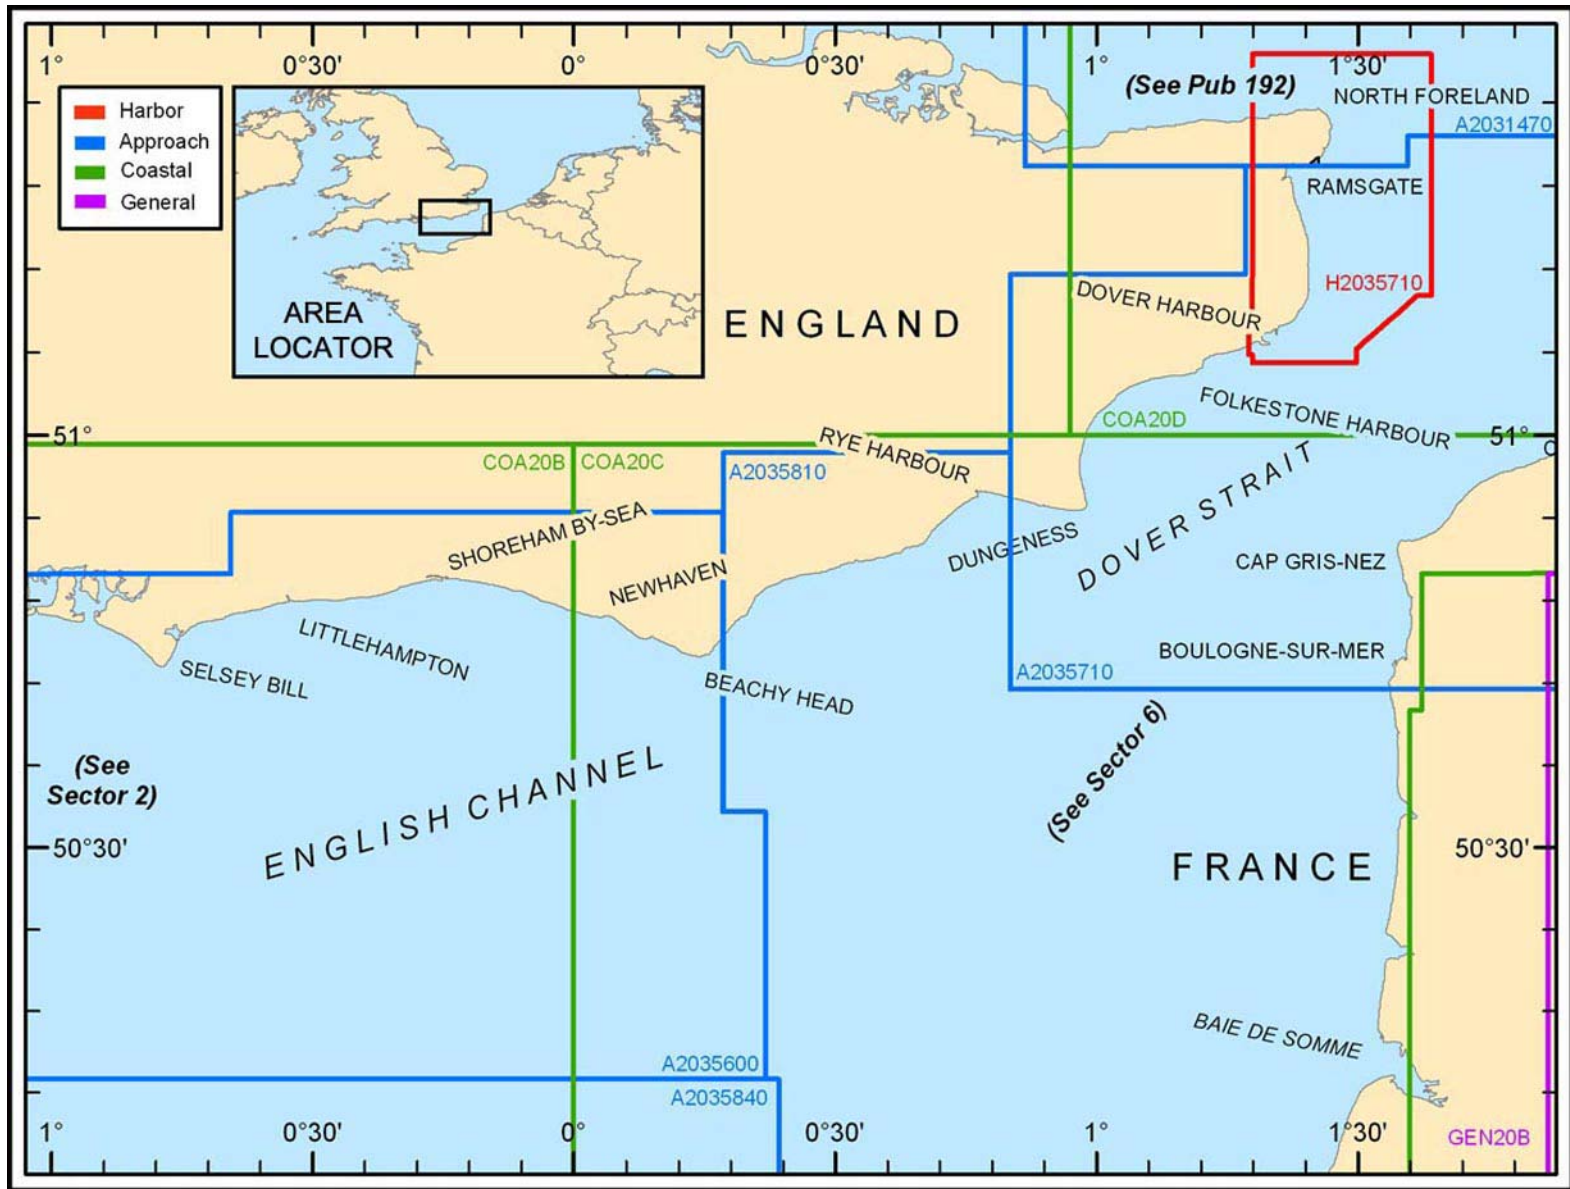 1°
0°30'
0°
0°30'
1°
1°30'
Harbor
Approach
Coastal
General
AREA
LOCATOR
(See Pub 192)
NORTH FORELAND
A2031470
RAMSGATE
H2035710
DOVER HARBOUR
ENGLAND
FOLKESTONE HARBOUR
COA20D
51°
51°
RYE HARBOUR
COA20B
COA20C
A2035810
DOVER STRAIT
SHOREHAM BY-SEA
DUNGENESS
CAP GRIS-NEZ
NEWHAVEN
LITTLEHAMPTON
BOULOGNE-SUR-MER
SELSEY BILL
A2035710
BEACHY HEAD
(See
Sector 2)
(See Sector 6)
ENGLISH CHANNEL
50°30'
50°30'
FRANCE
BAIE DE SOMME
A2035600
A2035840
1°
0°30'
0°
0°30'
1°
1°30'
GEN20B